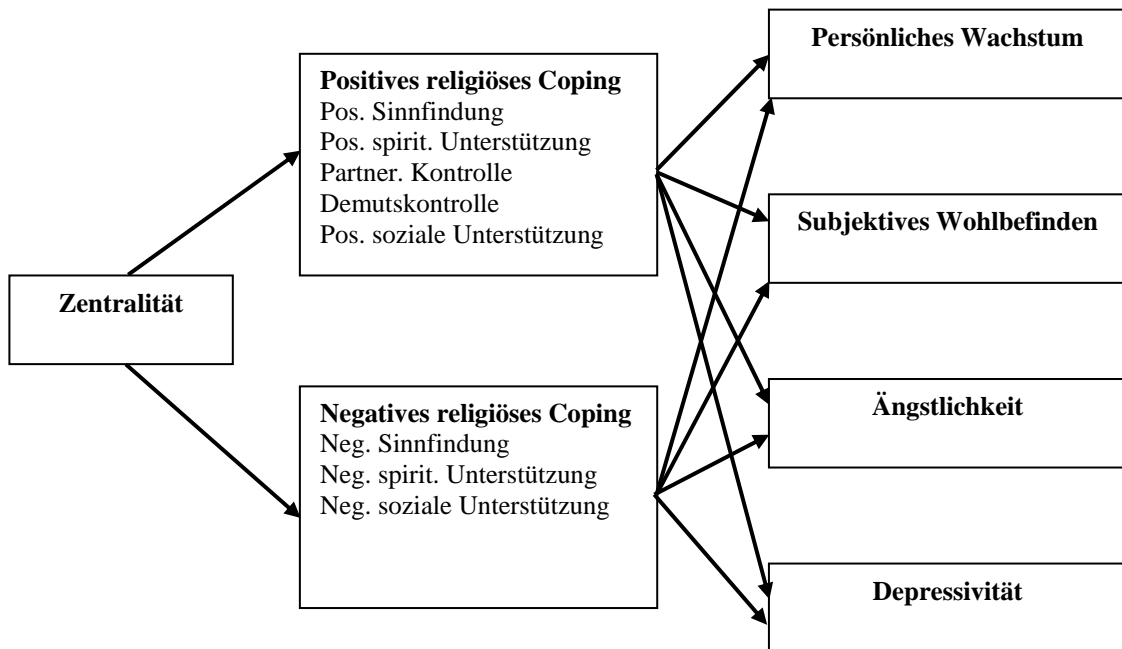 Zentralität
Positives religiöses Coping
Pos. Sinnfindung
Pos. spirit. Unterstützung
Partner. Kontrolle
Demutskontrolle
Pos. soziale Unterstützung
Negatives religiöses Coping
Neg. Sinnfindung
Neg. spirit. Unterstützung
Neg. soziale Unterstützung
Persönliches Wachstum
Subjektives Wohlbefinden
Ängstlichkeit
Depressivität